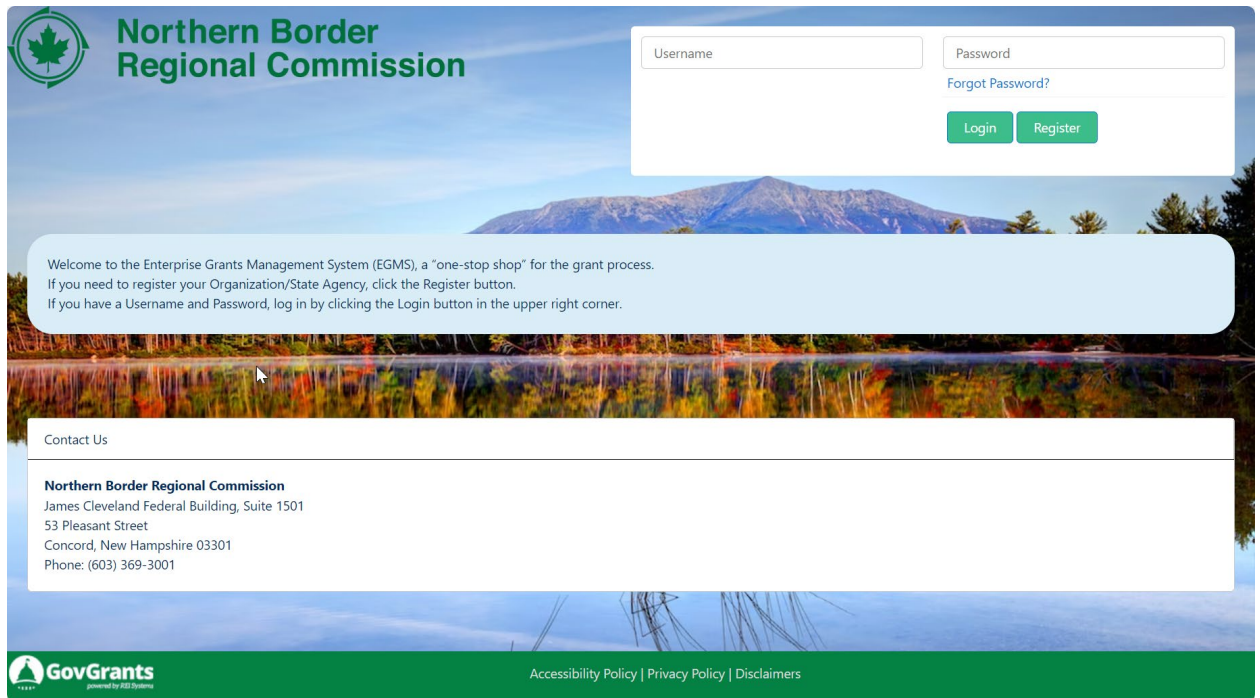 Northern Border
Regional Commission
Username
Password
Forgot Password?
Login
Register
Welcome to the Enterprise Grants Management System (EGMS), a “one-stop shop” for the grant process.
If you need to register your Organization/State Agency, click the Register button.
If you have a Username and Password, log in by clicking the Login button in the upper right corner.
Contact Us
Northern Border Regional Commission
James Cleveland Federal Building, Suite 1501
53 Pleasant Street
Concord, New Hampshire 03301
Phone: (603) 369-3001
GovGrants
powered by REI Systems
Accessibility Policy | Privacy Policy | Disclaimers